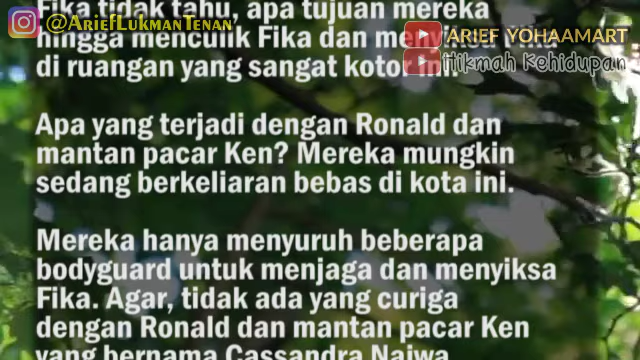 @AriefLukmanTenan
ARIEF YOHAAMART
Hikmah Kehidupan
Fika tidak tahu, apa tujuan mereka
hingga menculik Fika dan
di ruangan yang sangat kotor ini.
Apa yang terjadi dengan Ronald dan
mantan pacar Ken? Mereka mungkin
sedang berkeliaran bebas di kota ini.
Mereka hanya menyuruh beberapa
bodyguard untuk menjaga dan menyiksa
Fika. Agar, tidak ada yang curiga
dengan Ronald dan mantan pacar Ken
yang bernama Cassandra Najwa